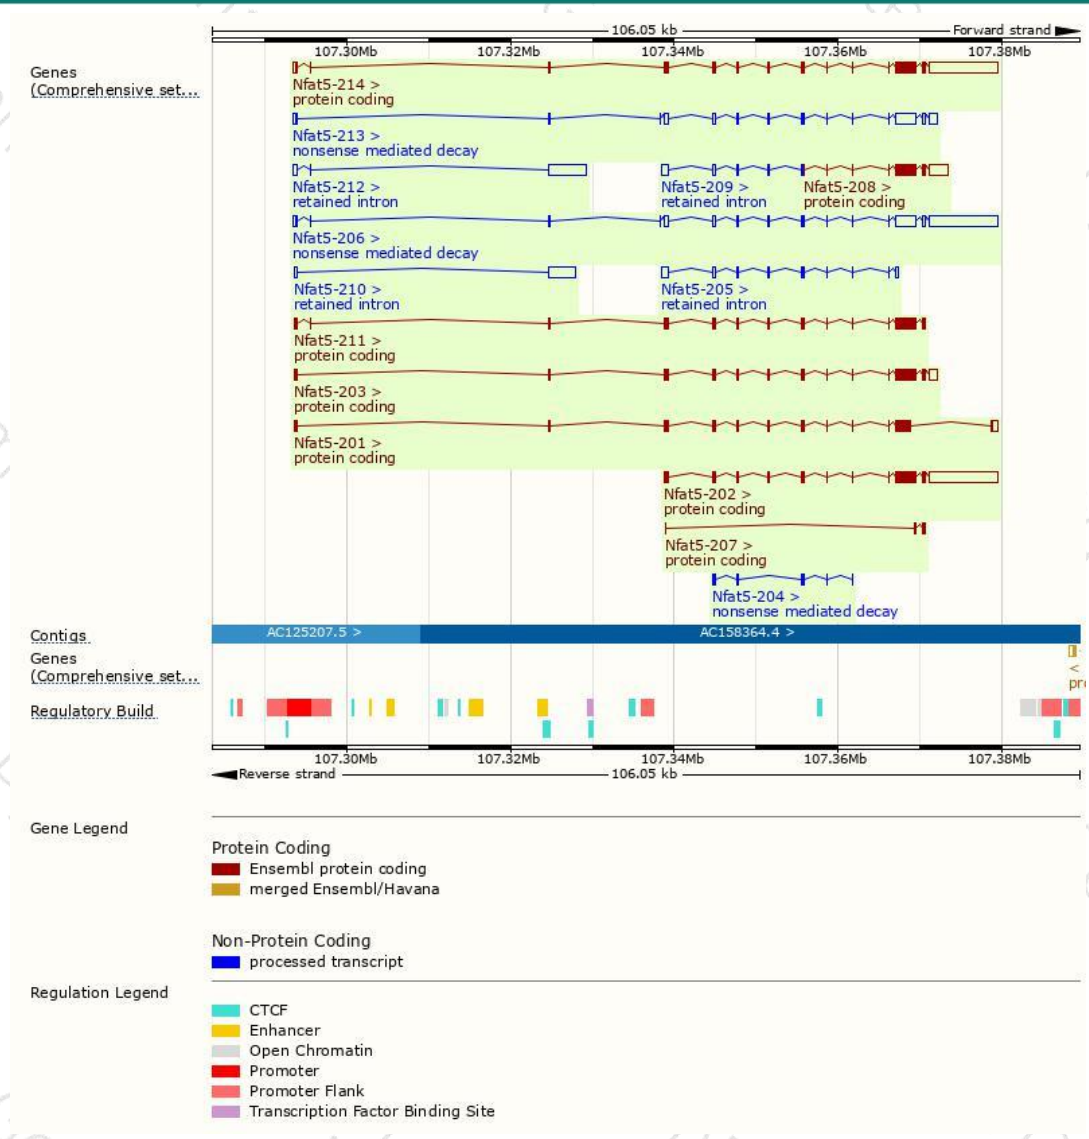 106.05 kb Forward strand
107.30Mb 107.32Mb 107.34Mb 107.36Mb 107.38Mb
Genes
(Comprehensive set...
Nfat5-214 >
protein coding
Nfat5-213 >
nonsense mediated decay
Nfat5-212 > Nfat5-209 > Nfat5-208 >
retained intron retained intron protein coding
Nfat5-206 >
nonsense mediated decay
Nfat5-210 > Nfat5-205 >
retained intron retained intron
Nfat5-211 >
protein coding
Nfat5-203 >
protein coding
Nfat5-201 >
protein coding
Nfat5-202 >
protein coding
Nfat5-207 >
protein coding
Nfat5-204 >
nonsense mediated decay
Contigs AC125207.5 > AC158364.4 >
Genes
(Comprehensive set... <
pro
Regulatory Build
107.30Mb 107.32Mb 107.34Mb 107.36Mb 107.38Mb
Reverse strand 106.05 kb
Gene Legend
Protein Coding
Ensembl protein coding
merged Ensembl/Havana
Non-Protein Coding
processed transcript
Regulation Legend
CTCF
Enhancer
Open Chromatin
Promoter
Promoter Flank
Transcription Factor Binding Site